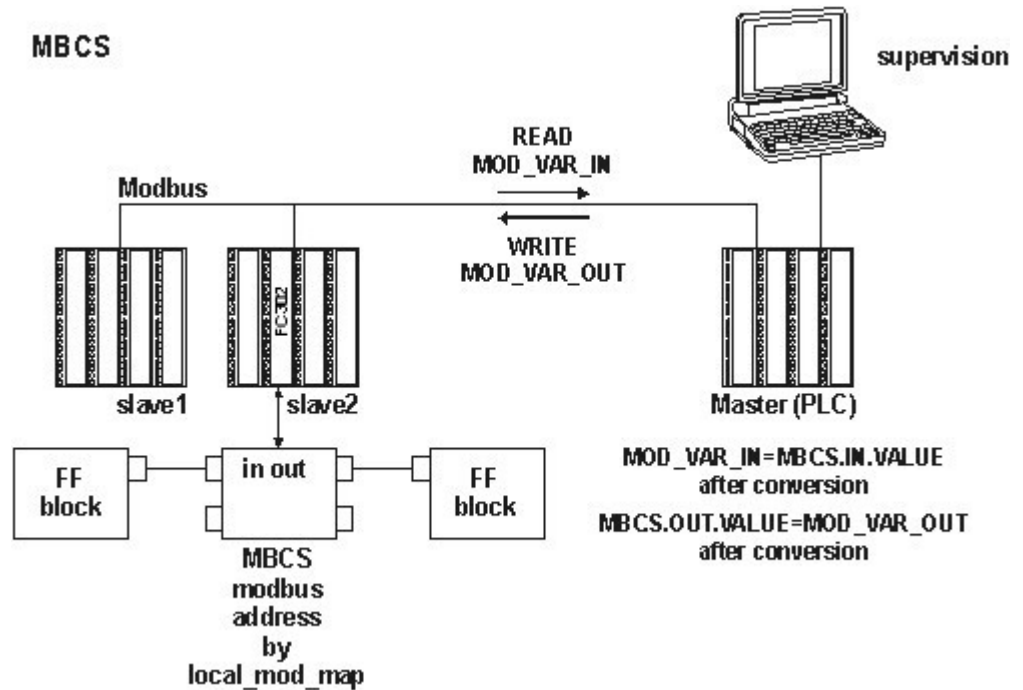 MBCS
supervision
READ
MOD_VAR_IN
Modbus
WRITE
MOD_VAR_OUT
FC302
slave1
slave2
Master (PLC)
FF
block
in out
FF
block
MBCS
modbus
address
by
local_mod_map
MOD_VAR_IN=MBCS.IN.VALUE
after conversion
MBCS.OUT.VALUE=MOD_VAR_OUT
after conversion